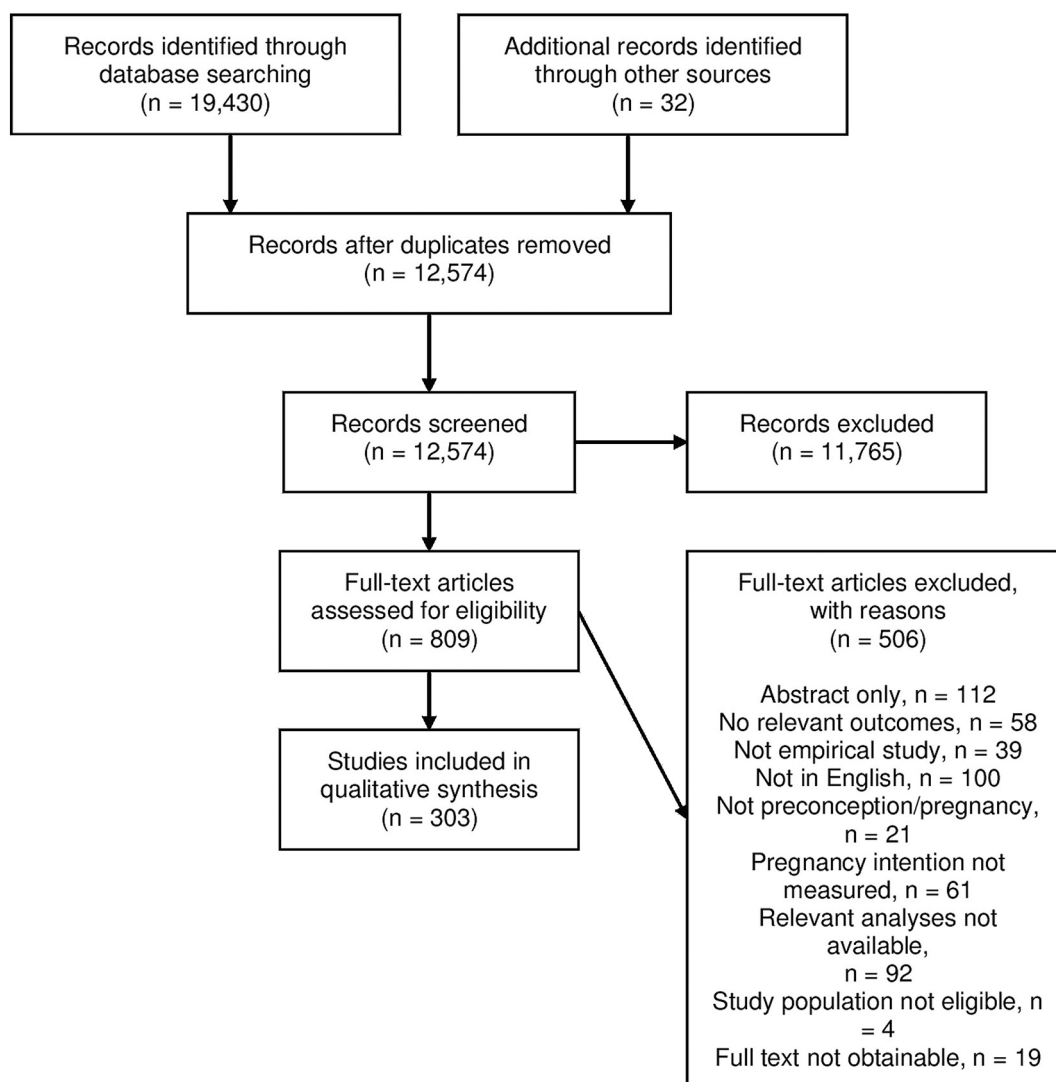 Records identified through
database searching
(n = 19,430)
Additional records identified
through other sources
(n = 32)
Records after duplicates removed
(n = 12,574)
Records screened
(n = 12,574)
Records excluded
(n = 11,765)
Full-text articles
assessed for eligibility
(n = 809)
Full-text articles excluded,
with reasons
(n = 506)
Abstract only, n = 112
No relevant outcomes, n = 58
Not empirical study, n = 39
Not in English, n = 100
Not preconception/pregnancy,
n = 21
Pregnancy intention not
measured, n = 61
Relevant analyses not
available,
n = 92
Study population not eligible, n
= 4
Full text not obtainable, n = 19
Studies included in
qualitative synthesis
(n = 303)